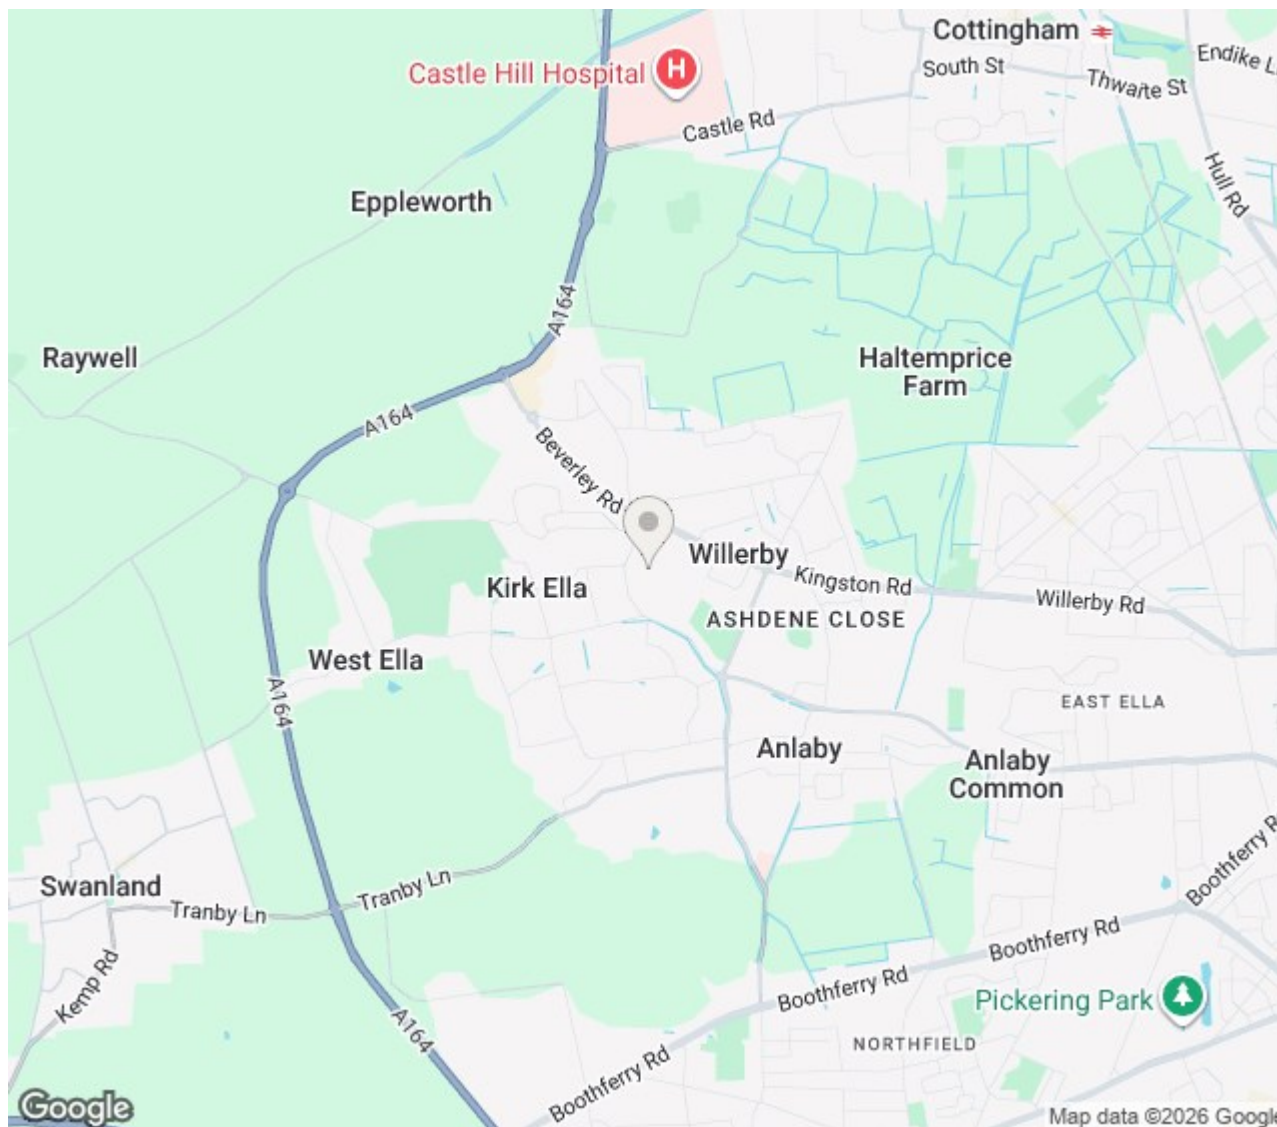 Cottingham
South St
Endike L
Castle Hill Hospital
H
Thwaite St
Castle Rd
Hull Rd
Eppleworth
A164
Raywell
Haltemprice
Farm
A164
Beverley Rd
Willerby
Kirk Ella
Kingston Rd
Willerby Rd
ASHDENE CLOSE
West Ella
A164
EAST ELLA
Anlaby
Anlaby
Common
Swanland
Tranby Ln
Tranby Ln
Boothferry R
Boothferry Rd
Kemp Rd
Boothferry Rd
Pickering Park
A164
NORTHFIELD
Boothferry Rd
Google
Map data ©2026 Google